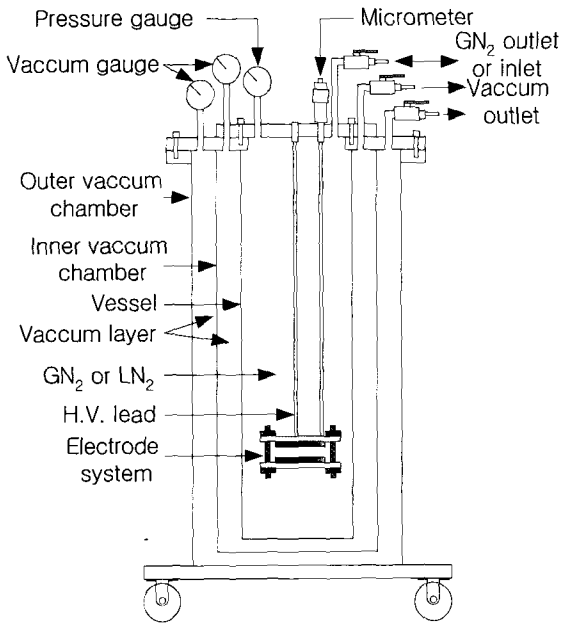 Pressure gauge
Vaccum gauge
Micrometer
GN₂ outlet
or inlet
Vaccum
outlet
Outer vaccum
chamber
Inner vaccum
chamber
Vessel
Vaccum layer
GN₂ or LN₂
H.V. lead
Electrode
system